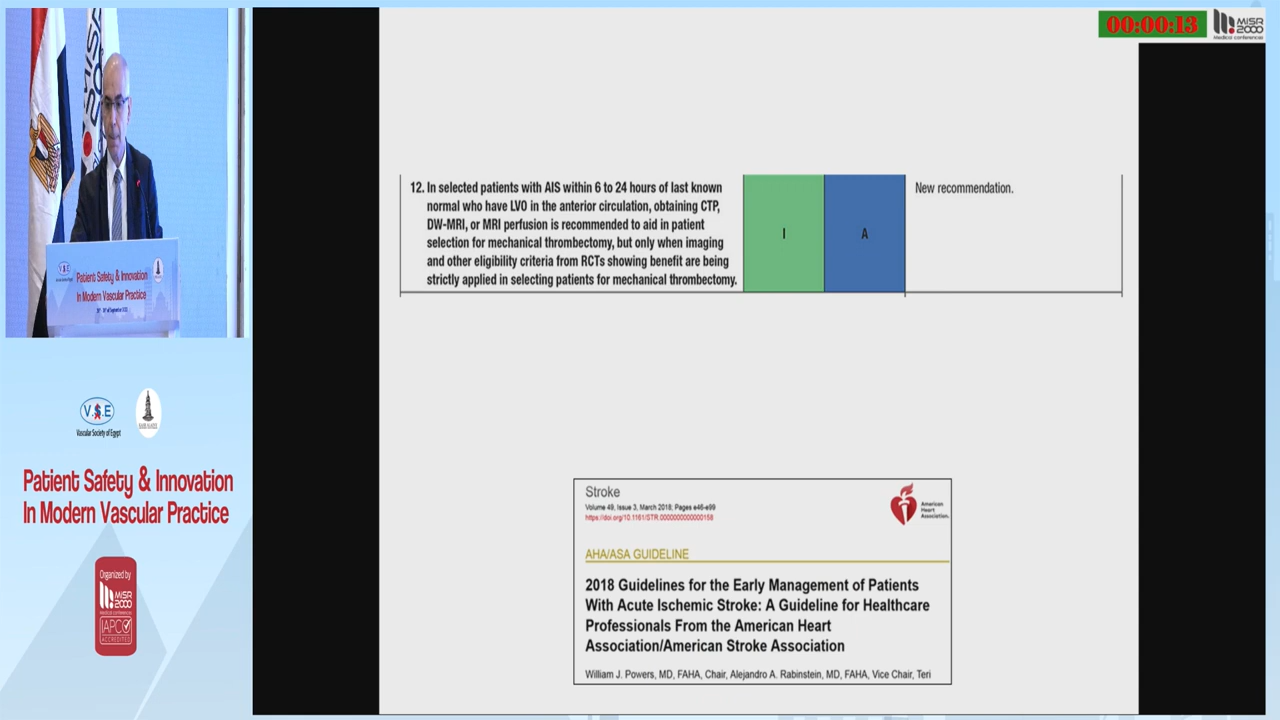 00:00:13
MISR
2000
Medical conferences
12. In selected patients with AIS within 6 to 24 hours of last known
normal who have LVO in the anterior circulation, obtaining CTP,
DW-MRI, or MRI perfusion is recommended to aid in patient
selection for mechanical thrombectomy, but only when imaging
and other eligibility criteria from RCTs showing benefit are being
strictly applied in selecting patients for mechanical thrombectomy.
I
A
New recommendation.
Patient Safety & Innovation
In Modern Vascular Practice
V.S.E
Vascular Society of Egypt
Patient Safety & Innovation
In Modern Vascular Practice
Organized by
MISR
2000
IAPCO
ACCREDITED
Stroke
Volume 49, Issue 3, March 2018; Pages e46-e99
https://doi.org/10.1161/STR.0000000000000158
American
Heart
Association.
AHA/ASA GUIDELINE
2018 Guidelines for the Early Management of Patients
With Acute Ischemic Stroke: A Guideline for Healthcare
Professionals From the American Heart
Association/American Stroke Association
William J. Powers, MD, FAHA, Chair, Alejandro A. Rabinstein, MD, FAHA, Vice Chair, Teri